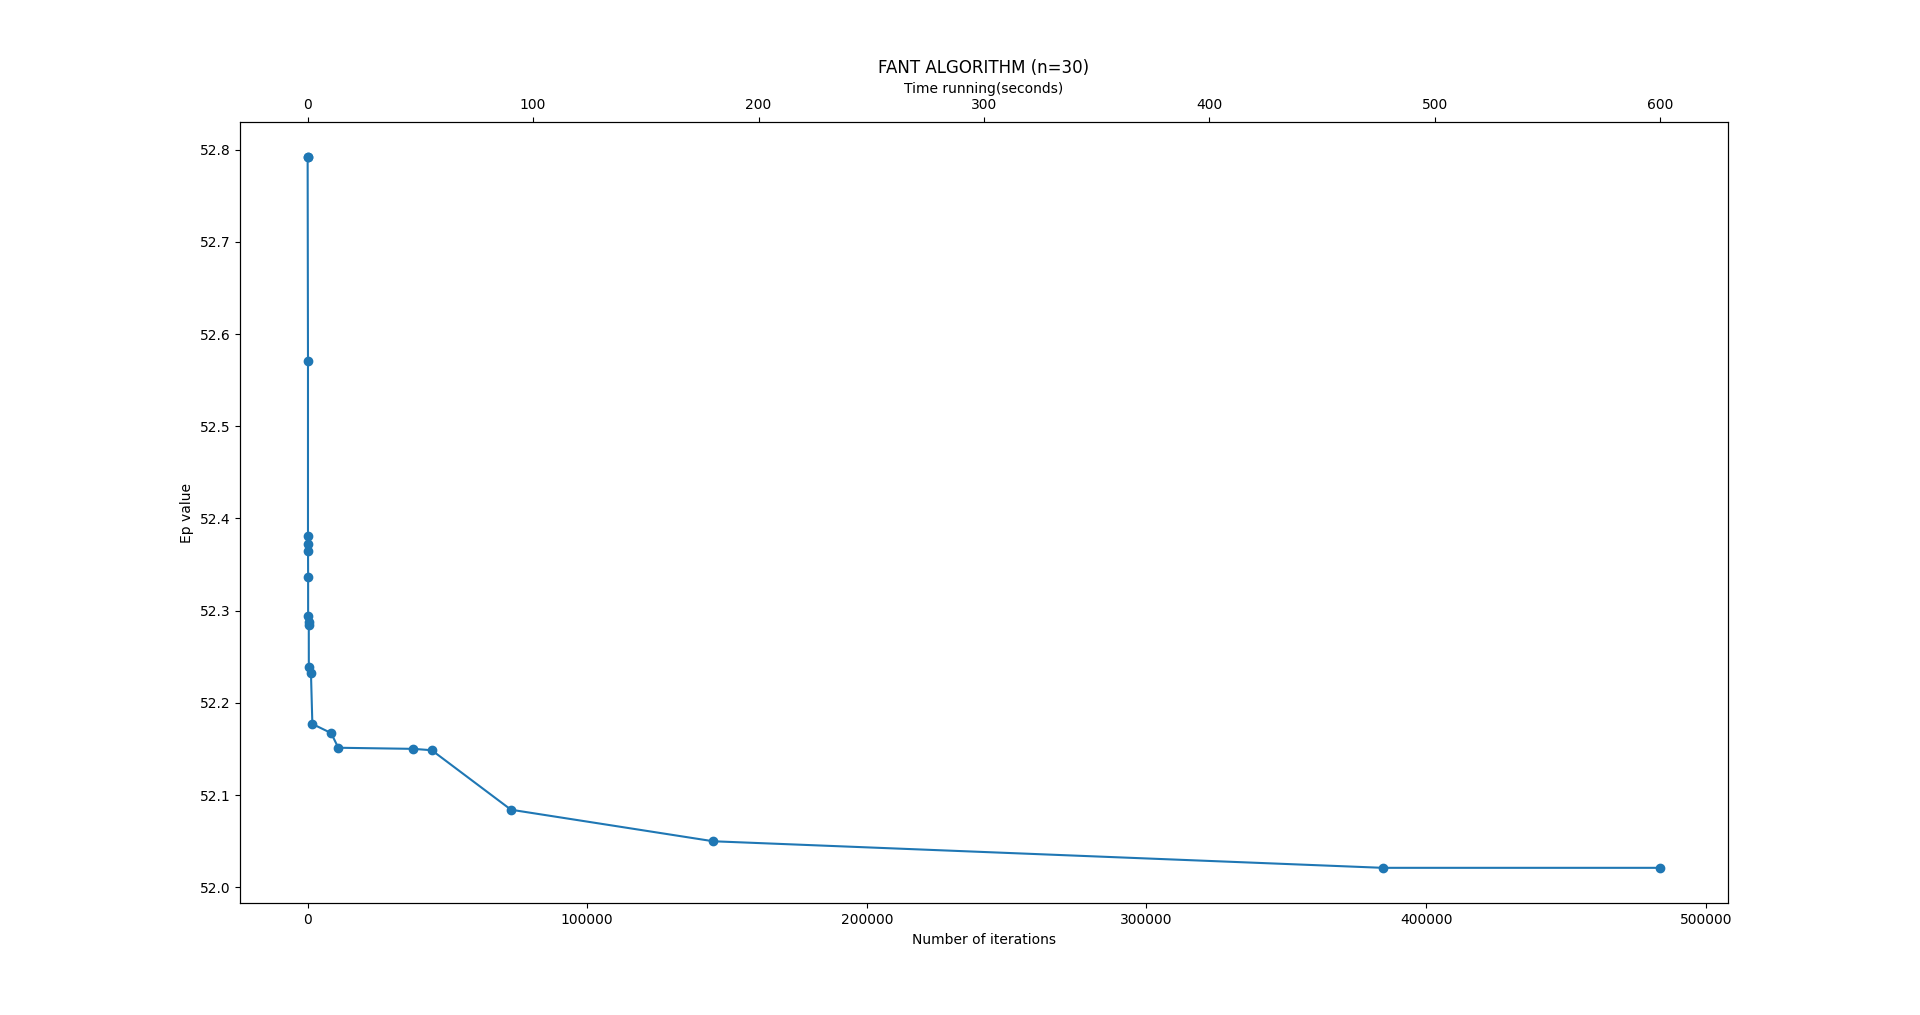 FANT ALGORITHM (n=30)
Time running(seconds)
0 100 200 300 400 500 600
52.8
52.7
52.6
52.5
52.4
52.3
52.2
52.1
52.0
Ep value
0 100000 200000 300000 400000 500000
Number of iterations